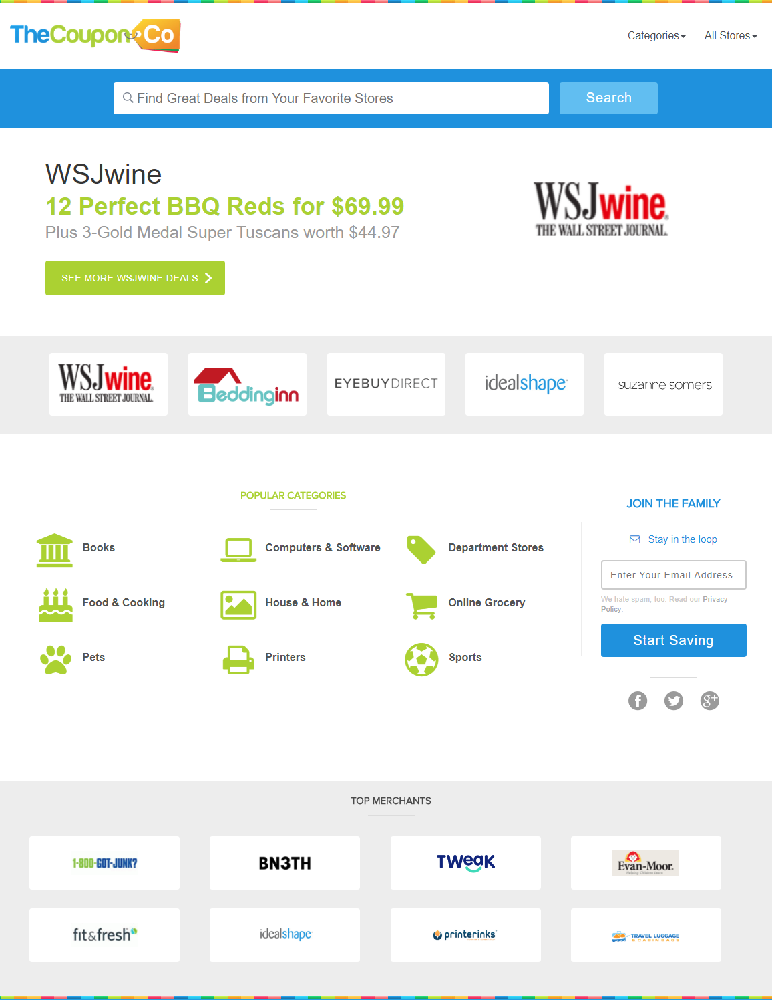 TheCouponCo
Categories
All Stores
Find Great Deals from Your Favorite Stores
Search
WSJwine
12 Perfect BBQ Reds for $69.99
Plus 3-Gold Medal Super Tuscans worth $44.97
SEE MORE WSJWINE DEALS
WSJwine
THE WALL STREET JOURNAL.
WSJwine
THE WALL STREET JOURNAL.
Beddinginn
EYEBUYDIRECT
idealshape
suzanne somers
POPULAR CATEGORIES
Books
Computers & Software
Department Stores
Food & Cooking
House & Home
Online Grocery
Pets
Printers
Sports
JOIN THE FAMILY
Stay in the loop
Enter Your Email Address
We hate spam, too. Read our Privacy
Policy.
Start Saving
TOP MERCHANTS
1-800-GOT-JUNK?
BN3TH
TWeaK
Evan-Moor
Helping Children Learn
fit&fresh
idealshape
printerinks
TRAVEL LUGGAGE
& CABIN BAGS